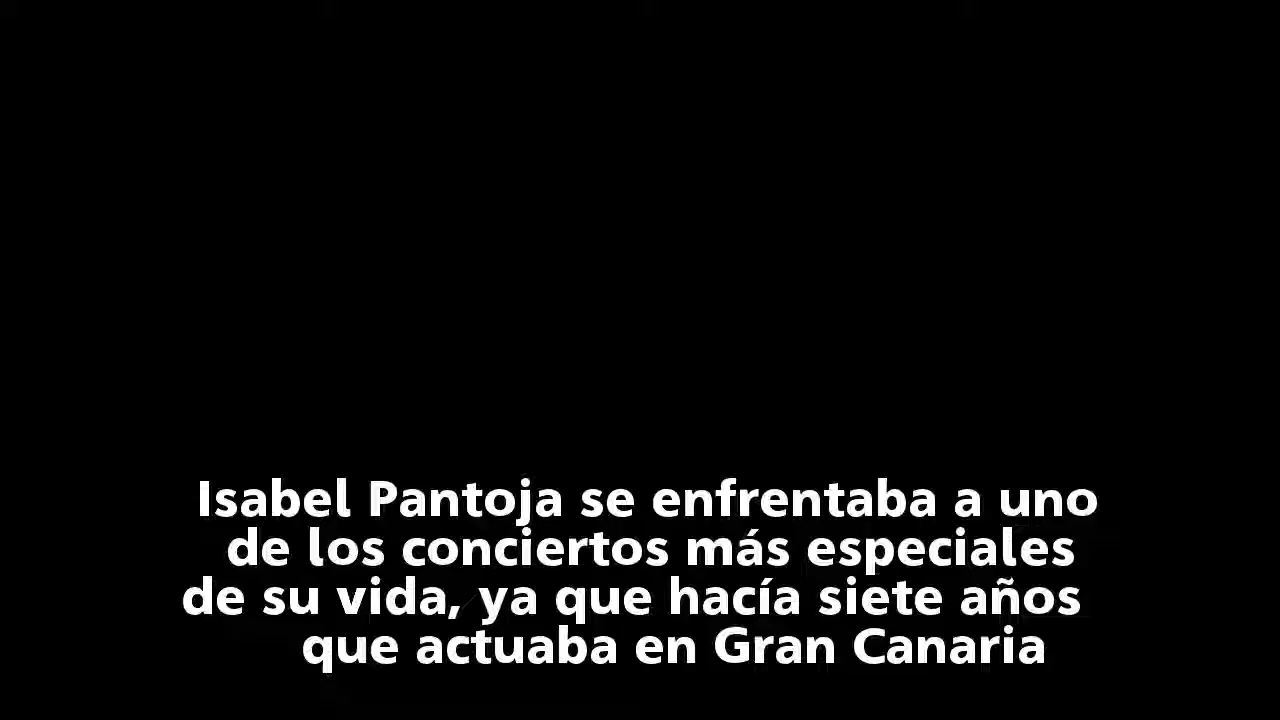 Isabel Pantoja se enfrentaba a uno
de los conciertos más especiales
de su vida, ya que hacía siete años
que actuaba en Gran Canaria